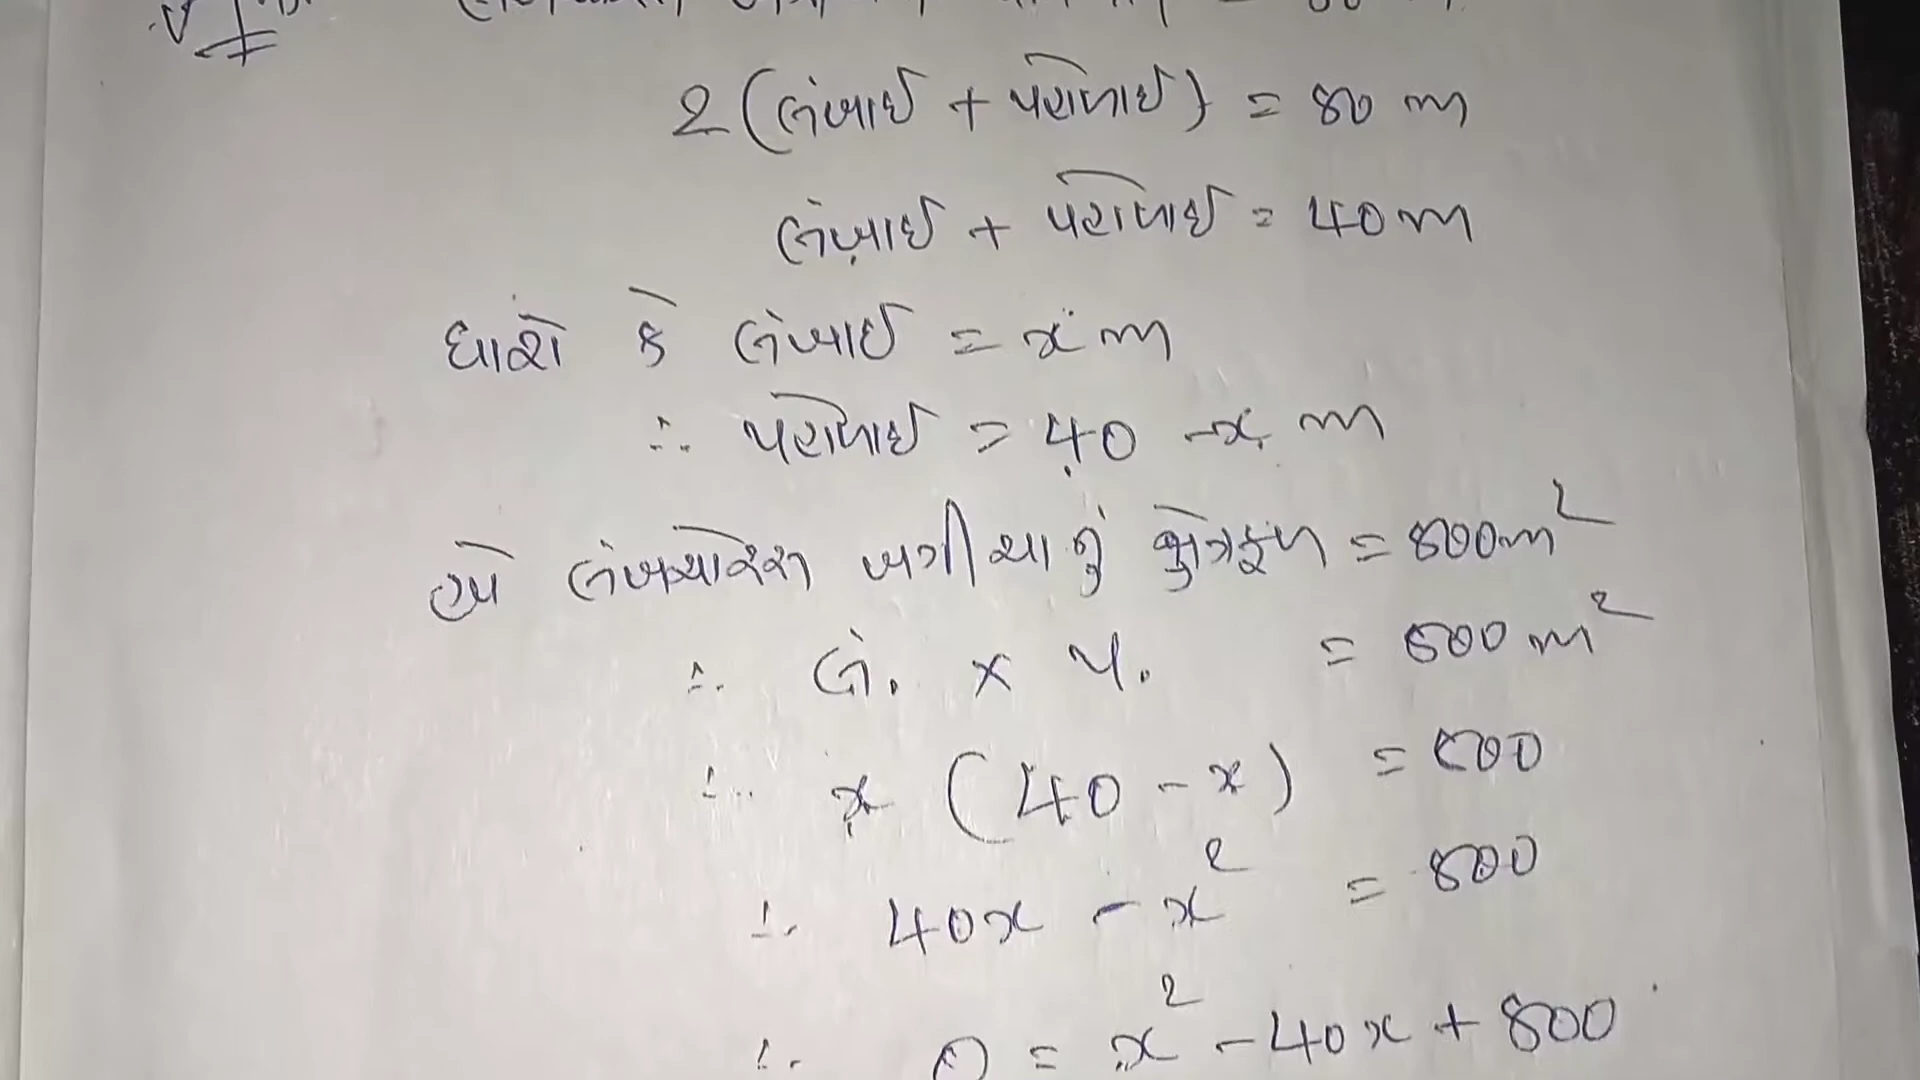 2 (લંબાઈ + પહોળાઈ) = 80 m
લંબાઈ + પહોળાઈ = 40 m
ધારો કે લંબાઈ = x m
∴ પહોળાઈ = 40 - x m
લંબચોરસ બગીચાનું ક્ષેત્રફળ = 800 m²
∴ લં. × પ. = 800 m²
∴ x (40 - x) = 800
∴ 40x - x² = 800
∴ 0 = x² - 40x + 800